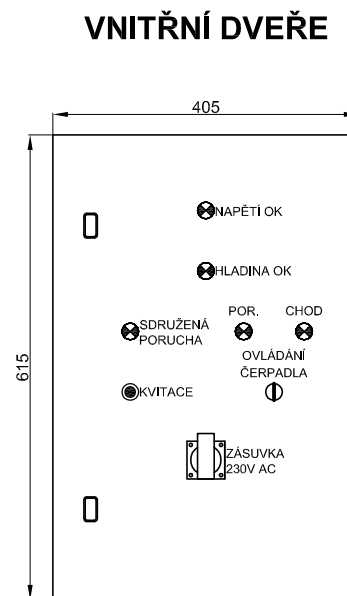 VNITŘNÍ DVEŘE
405
615
NAPĚTÍ OK
HLADINA OK
SDRUŽENÁ
PORUCHA
POR.
CHOD
OVLÁDÁNÍ
ČERPADLA
KVITACE
ZÁSUVKA
230V AC